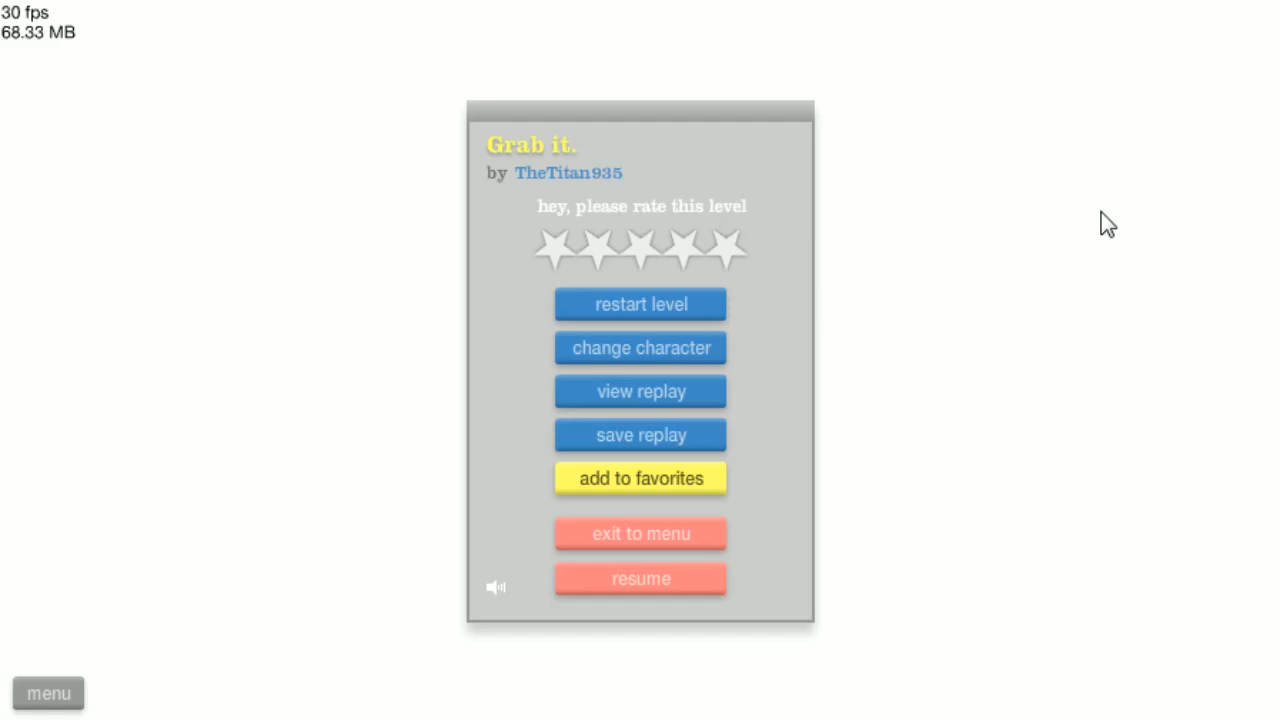 30 fps
68.33 MB
Grab it.
by TheTitan935
hey, please rate this level
restart level
change character
view replay
save replay
add to favorites
exit to menu
resume
menu